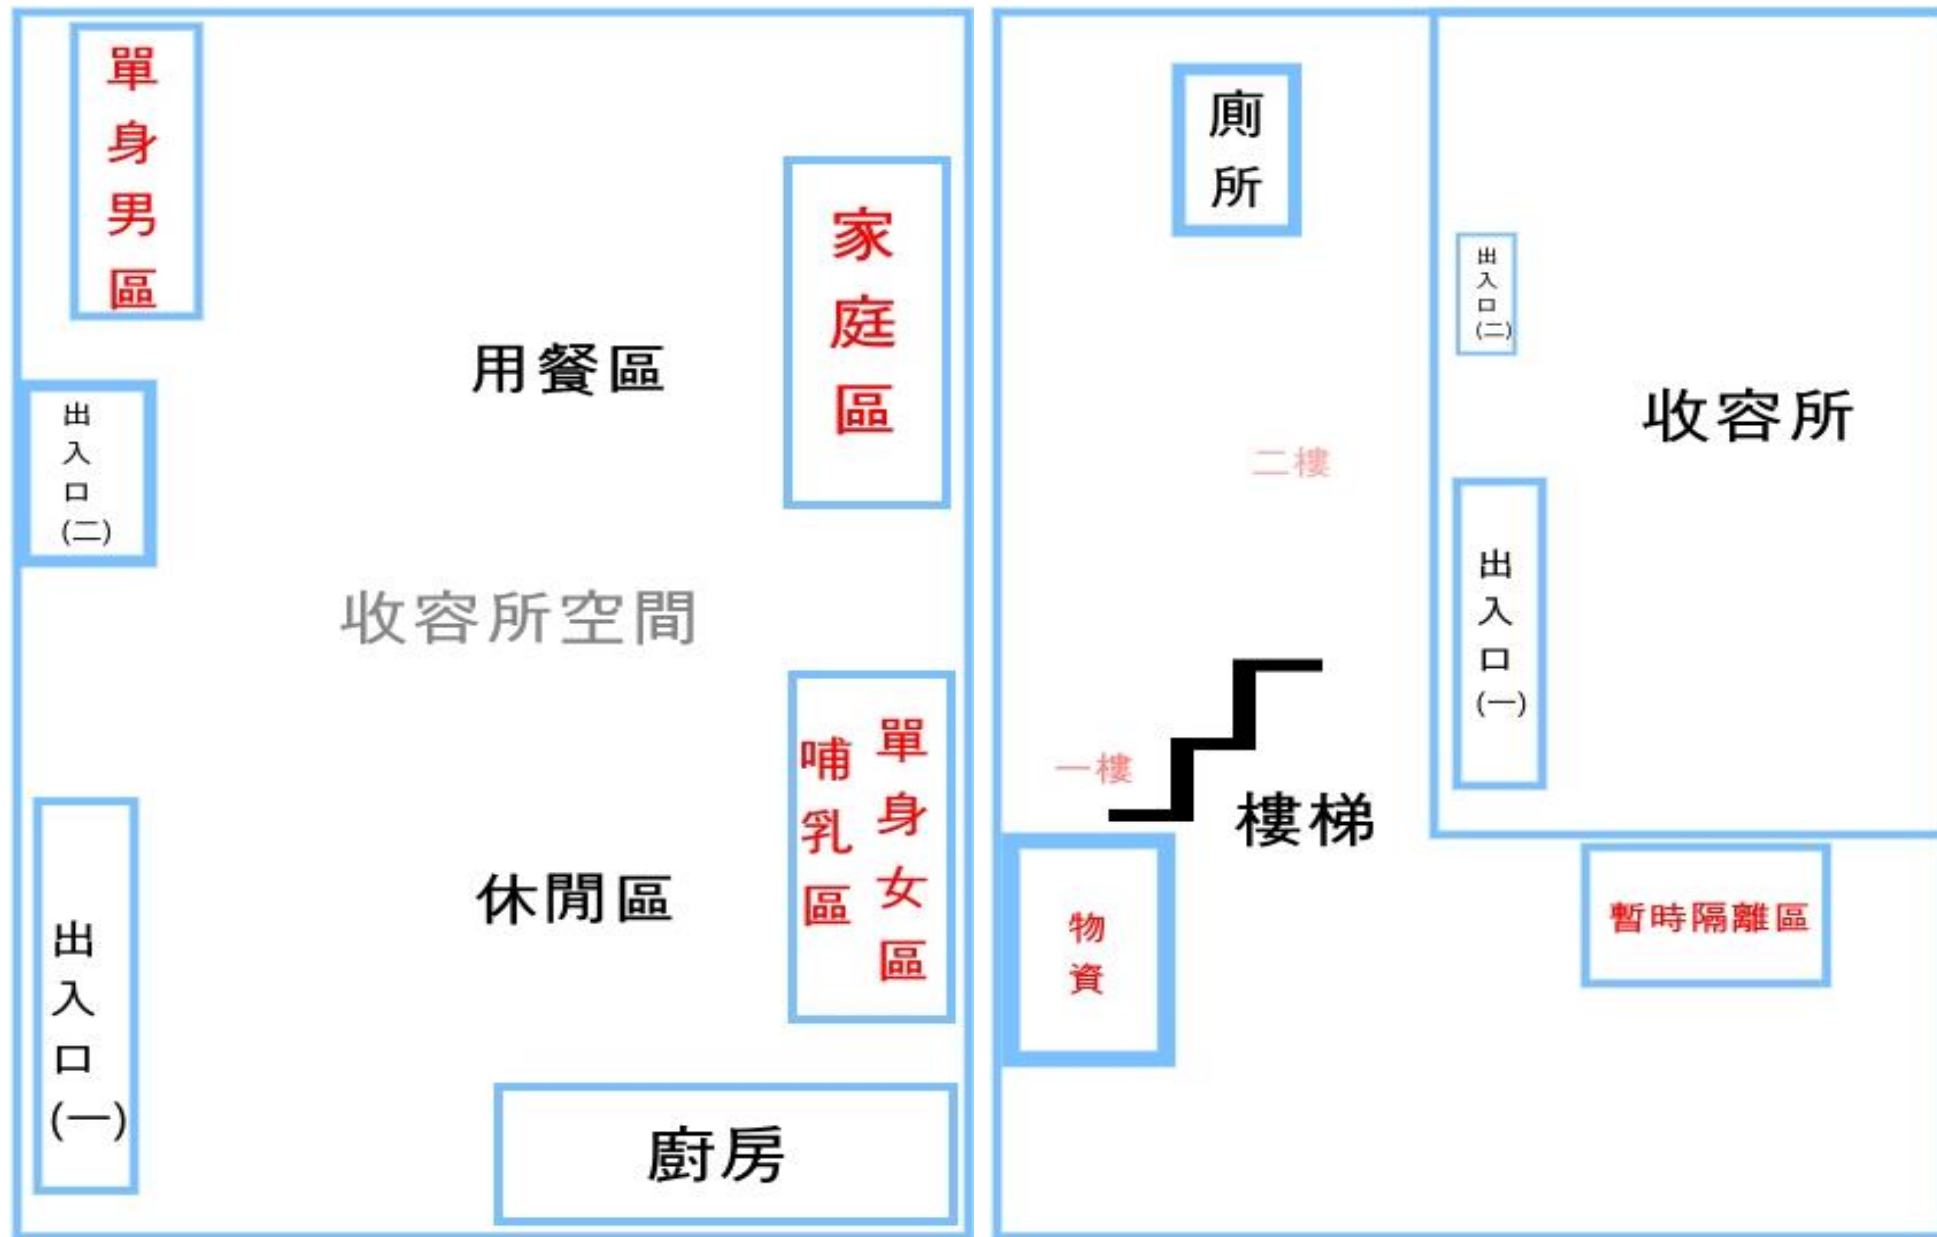 單身男區
家庭區
用餐區
出入口(二)
收容所空間
單身女區
哺乳區
休閒區
出入口(一)
廚房
廁所
出入口(二)
收容所
二樓
出入口(一)
一樓
樓梯
物資
暫時隔離區